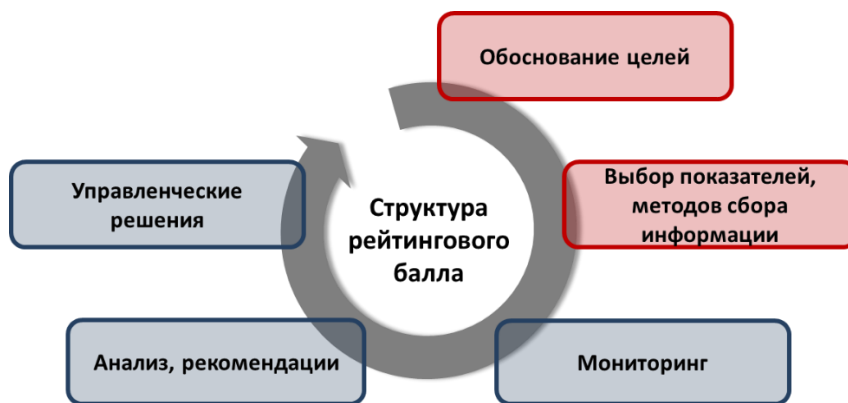 Обоснование целей
Выбор показателей,
методов сбора
информации
Мониторинг
Анализ, рекомендации
Управленческие
решения
Структура
рейтингового
балла